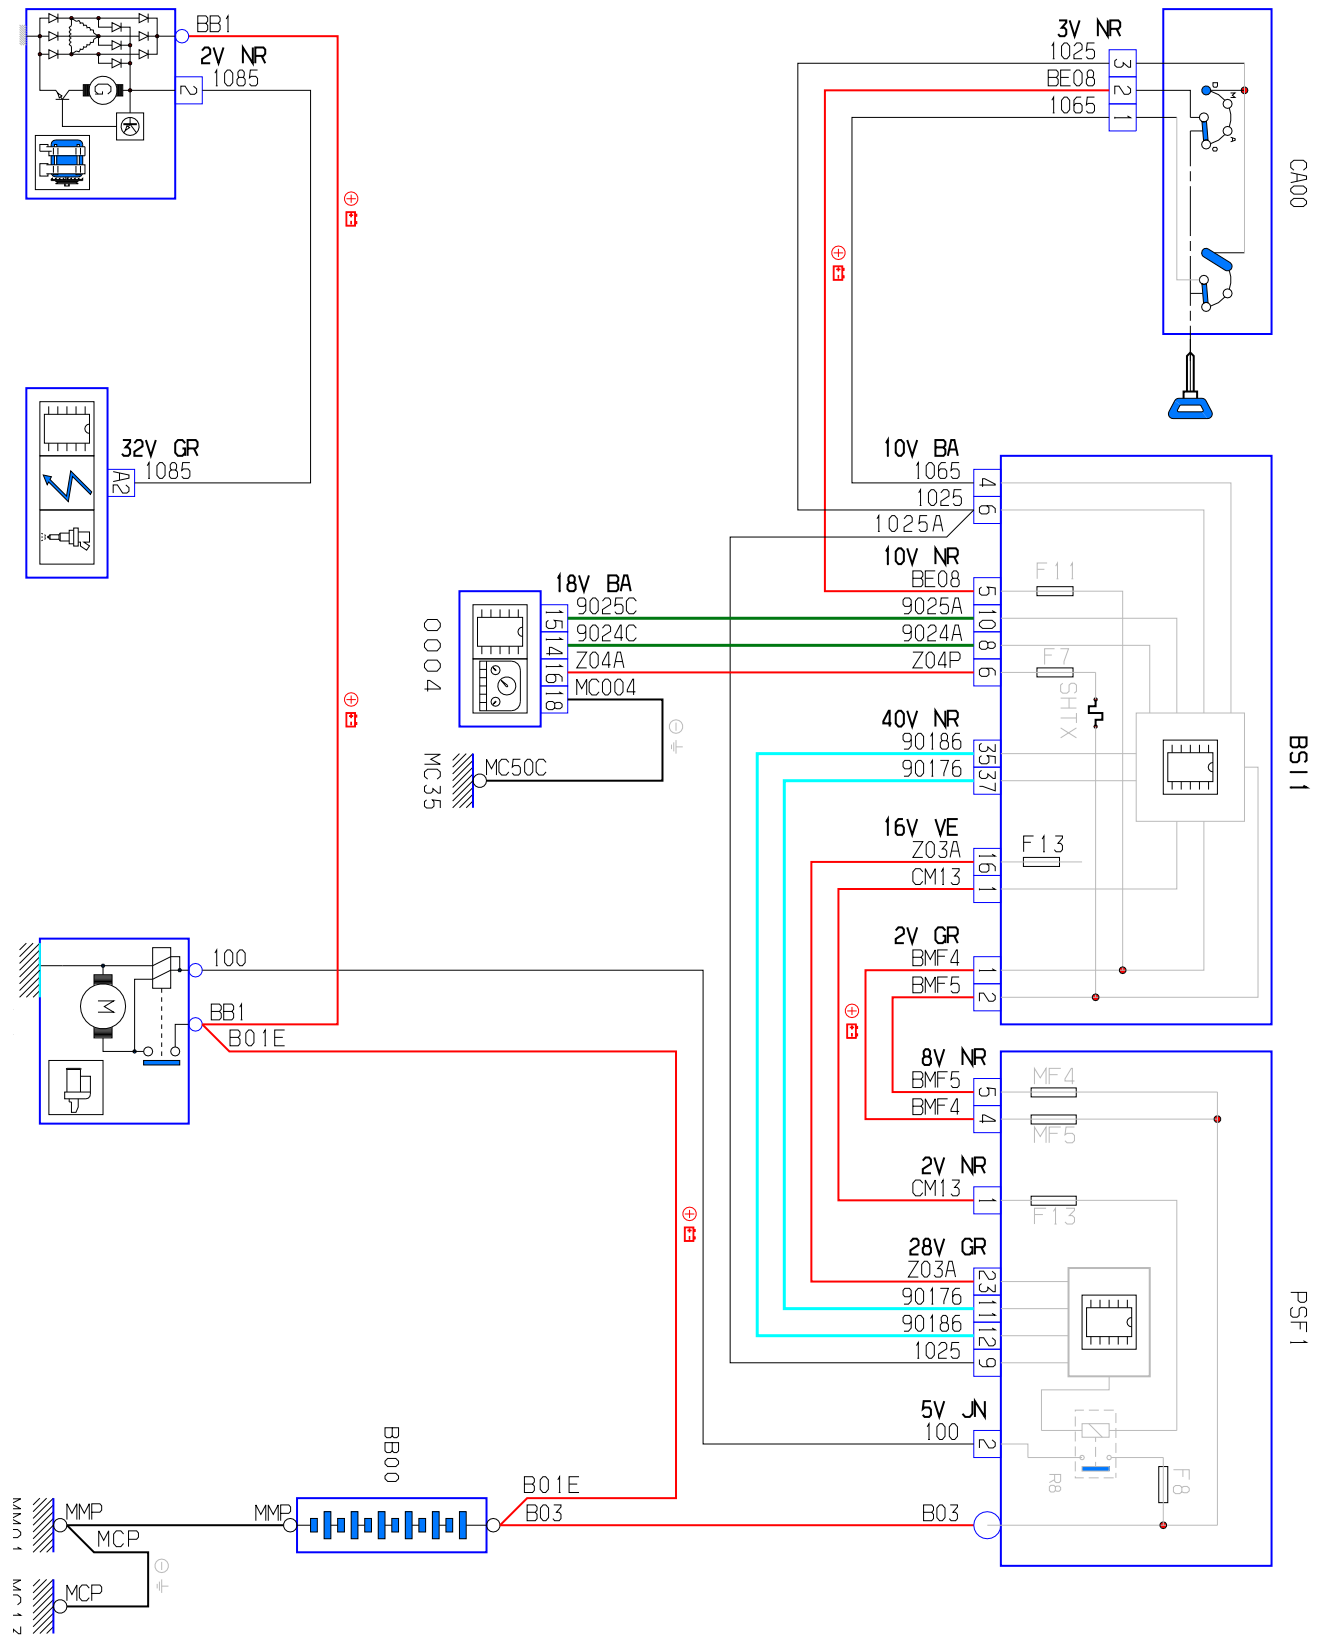 BB1
2V NR
1085
2
G
3V NR
1025
3
BE08
2
1065
1
D
M
A
C
CA00
32V GR
1085
A2
10V BA
1065
4
1025
6
1025A
10V NR
BE08
5
F11
9025A
10
9024A
8
Z04P
6
F7
SHTX
18V BA
9025C
15
9024C
14
Z04A
16
MC004
18
0004
MC50C
MC35
40V NR
90186
35
90176
37
BSI1
16V VE
Z03A
16
F13
CM13
1
2V GR
BMF4
1
BMF5
2
100
BB1
B01E
M
8V NR
BMF5
5
MF4
BMF4
4
MF5
2V NR
CM13
1
F13
28V GR
Z03A
23
90176
11
90186
12
1025
9
PSF1
5V JN
100
2
R8
F8
B03
BB00
B01E
B03
MMP
MMP
MCP
MCP